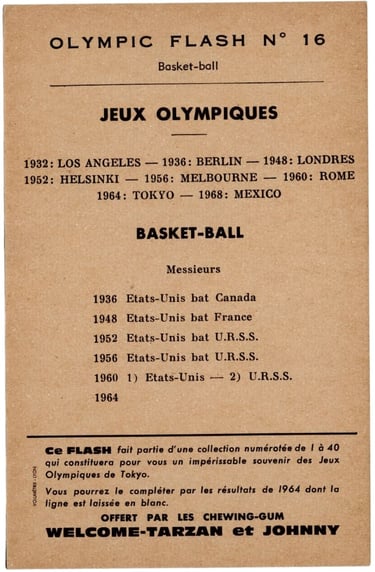 OLYMPIC FLASH N° 16
Basket-ball
JEUX OLYMPIQUES
1932: LOS ANGELES — 1936: BERLIN — 1948: LONDRES
1952: HELSINKI — 1956: MELBOURNE — 1960: ROME
1964: TOKYO — 1968: MEXICO
BASKET-BALL
Messieurs
1936 Etats-Unis bat Canada
1948 Etats-Unis bat France
1952 Etats-Unis bat U.R.S.S.
1956 Etats-Unis bat U.R.S.S.
1960 1) Etats-Unis — 2) U.R.S.S.
1964
Ce FLASH fait partie d'une collection numérotée de 1 à 40
qui constituera pour vous un impérissable souvenir des Jeux
Olympiques de Tokyo.
Vous pourrez le compléter par les résultats de 1964 dont la
ligne est laissée en blanc.
OFFERT PAR LES CHEWING-GUM
WELCOME-TARZAN et JOHNNY